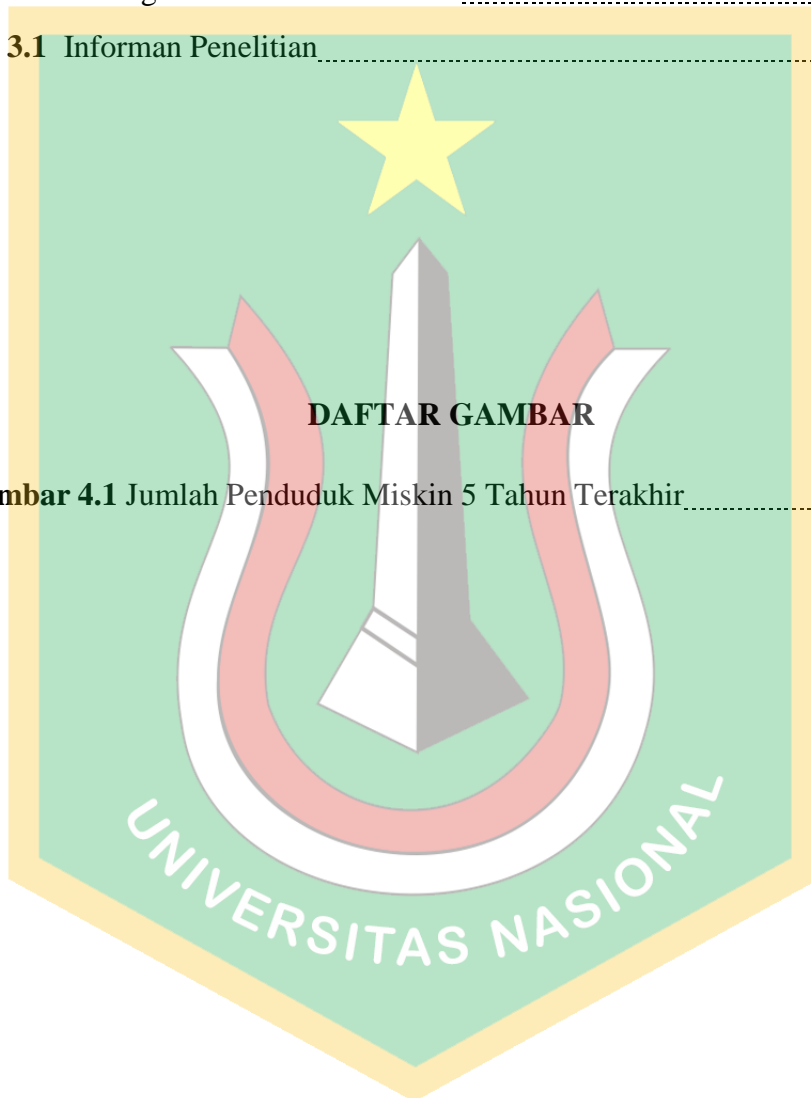 3.1 Informan Penelitian
DAFTAR GAMBAR
mbar 4.1 Jumlah Penduduk Miskin 5 Tahun Terakhir
UNIVERSITAS NASIONAL